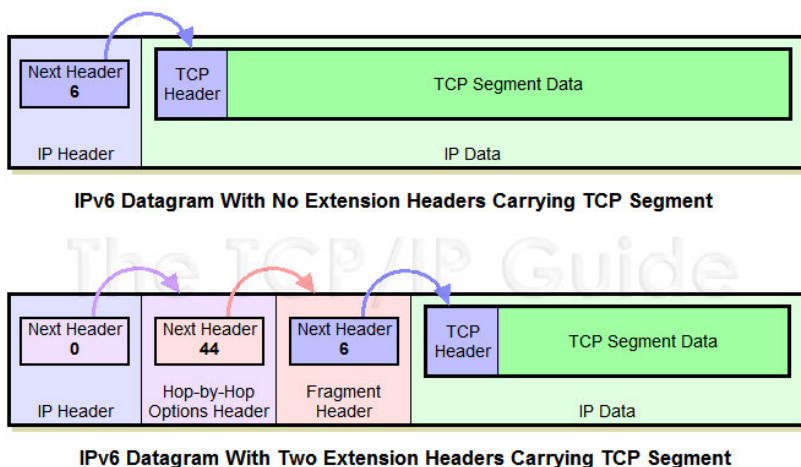 Next Header
6
TCP
Header
TCP Segment Data
IP Header
IP Data
IPv6 Datagram With No Extension Headers Carrying TCP Segment
The TCP/IP Guide
Next Header
0
Next Header
44
Next Header
6
TCP
Header
TCP Segment Data
IP Header
Hop-by-Hop
Options Header
Fragment
Header
IP Data
IPv6 Datagram With Two Extension Headers Carrying TCP Segment